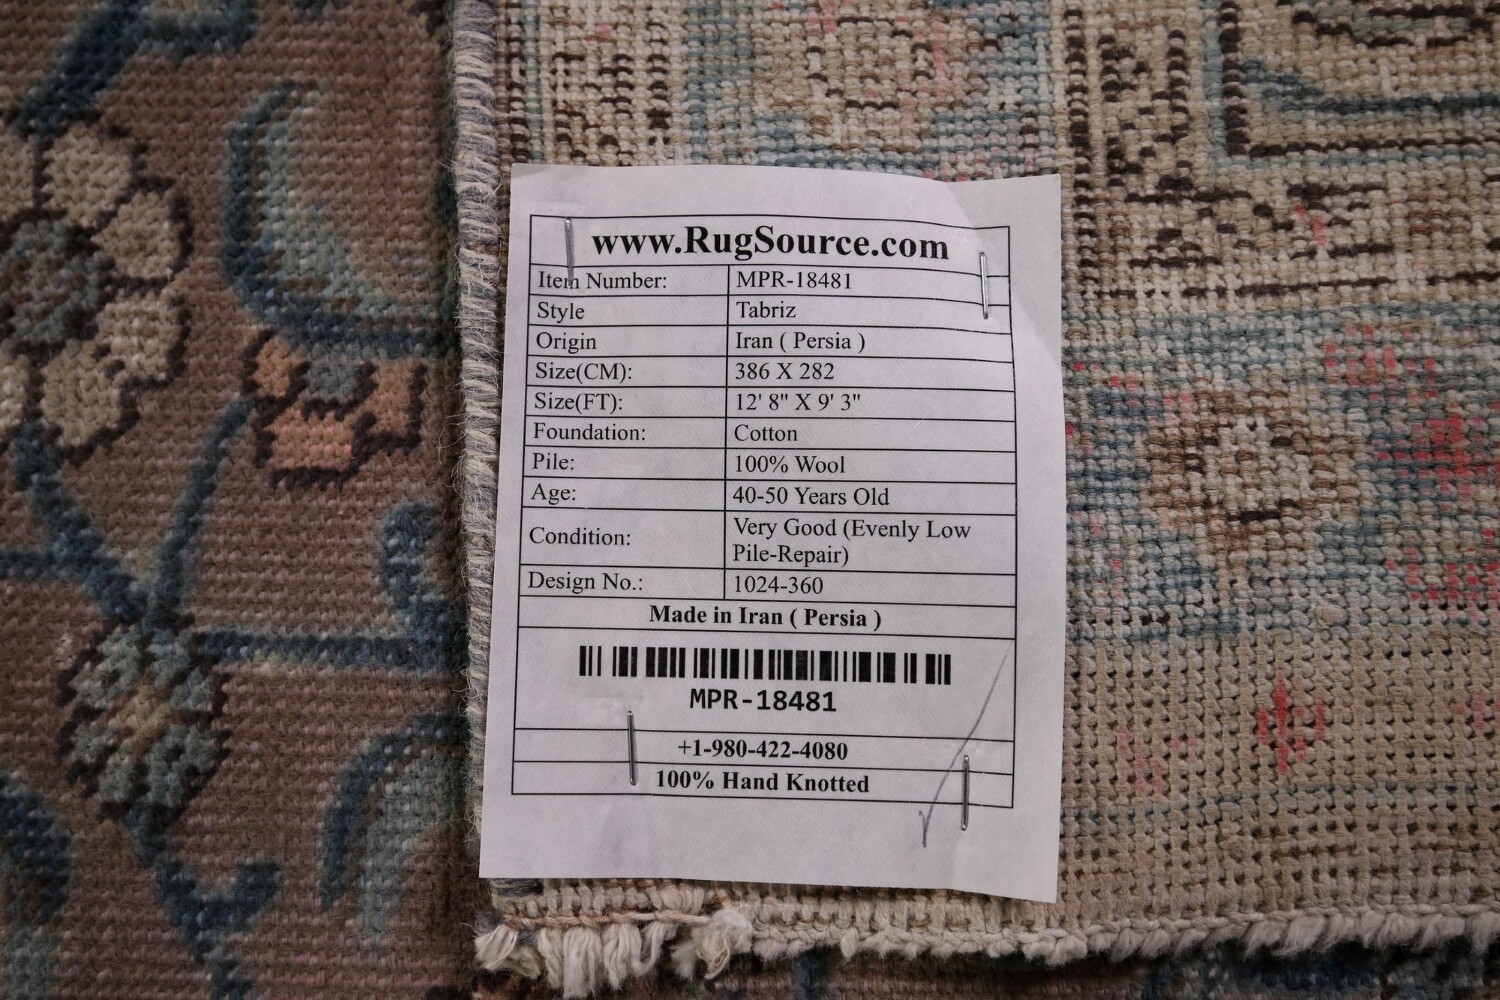 www.RugSource.com
Item Number: MPR-18481
Style Tabriz
Origin Iran ( Persia )
Size(CM): 386 X 282
Size(FT): 12' 8" X 9' 3"
Foundation: Cotton
Pile: 100% Wool
Age: 40-50 Years Old
Condition: Very Good (Evenly Low
Pile-Repair)
Design No.: 1024-360
Made in Iran ( Persia )
MPR-18481
+1-980-422-4080
100% Hand Knotted